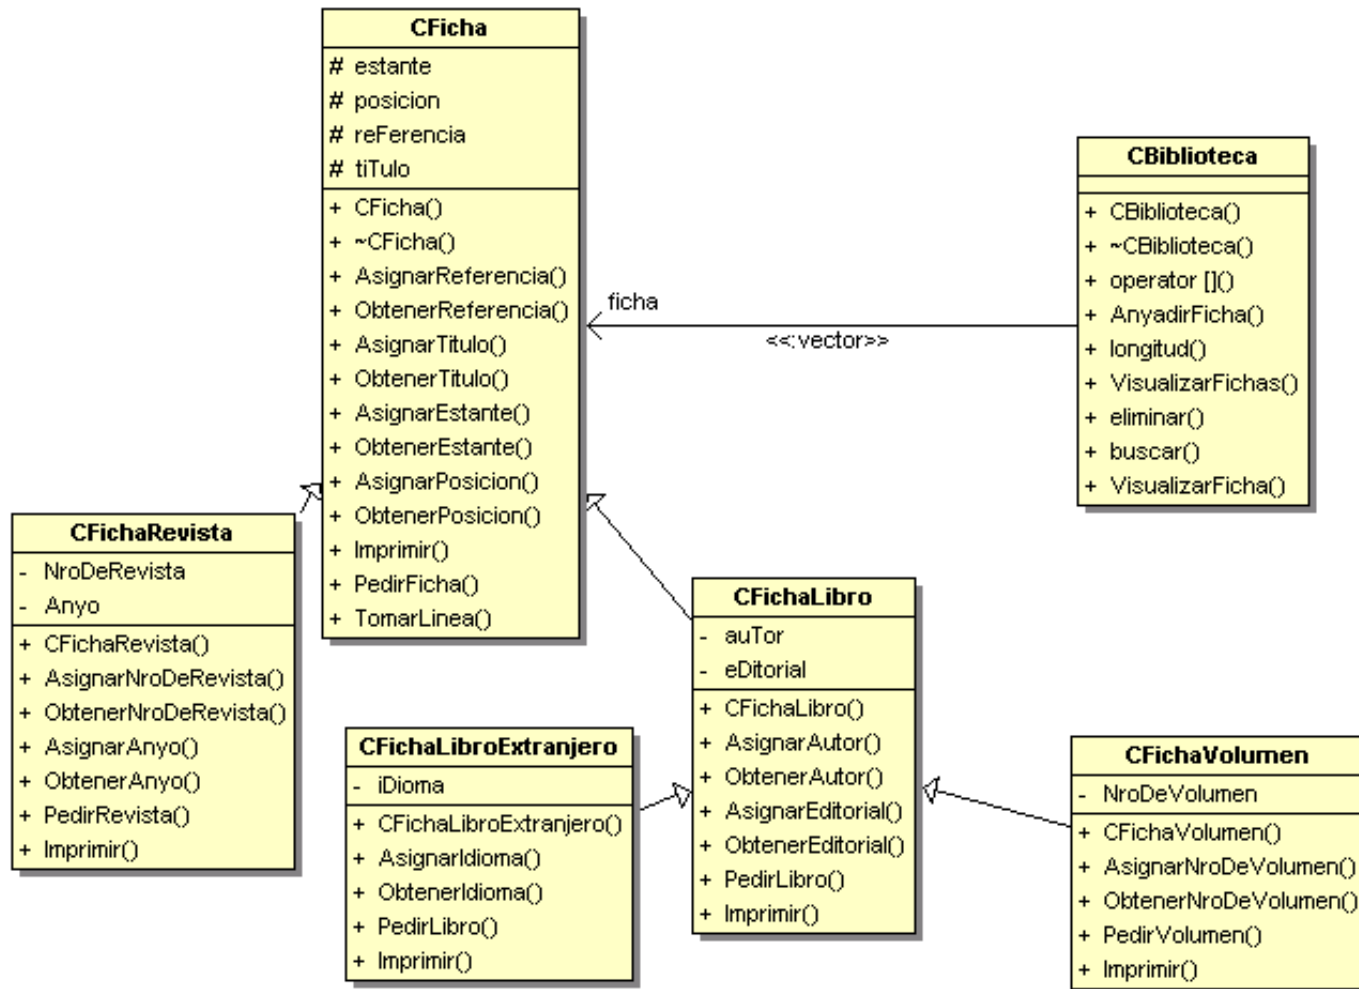 CFicha
# estante
# posicion
# reFerencia
# tiTulo
+ CFicha()
+ ~CFicha()
+ AsignarReferencia()
+ ObtenerReferencia()
+ AsignarTitulo()
+ ObtenerTitulo()
+ AsignarEstante()
+ ObtenerEstante()
+ AsignarPosicion()
+ ObtenerPosicion()
+ Imprimir()
+ PedirFicha()
+ TomarLinea()
ficha
<<:vector>>
CBiblioteca
+ CBiblioteca()
+ ~CBiblioteca()
+ operator []()
+ AnyadirFicha()
+ longitud()
+ VisualizarFichas()
+ eliminar()
+ buscar()
+ VisualizarFicha()
CFichaRevista
- NroDeRevista
- Anyo
+ CFichaRevista()
+ AsignarNroDeRevista()
+ ObtenerNroDeRevista()
+ AsignarAnyo()
+ ObtenerAnyo()
+ PedirRevista()
+ Imprimir()
CFichaLibro
- auTor
- eDitorial
+ CFichaLibro()
+ AsignarAutor()
+ ObtenerAutor()
+ AsignarEditorial()
+ ObtenerEditorial()
+ PedirLibro()
+ Imprimir()
CFichaLibroExtranjero
- iDioma
+ CFichaLibroExtranjero()
+ AsignarIdioma()
+ ObtenerIdioma()
+ PedirLibro()
+ Imprimir()
CFichaVolumen
- NroDeVolumen
+ CFichaVolumen()
+ AsignarNroDeVolumen()
+ ObtenerNroDeVolumen()
+ PedirVolumen()
+ Imprimir()